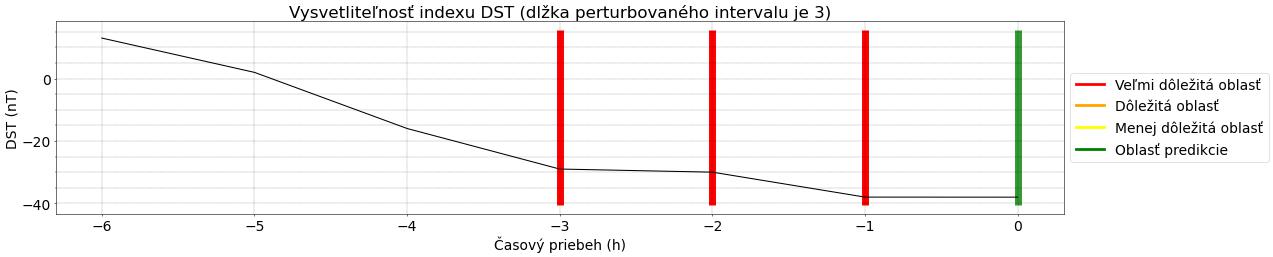 Vysvetliteľnosť indexu DST (dĺžka perturbovaného intervalu je 3)
DST (nT)
0
−20
−40
−6 −5 −4 −3 −2 −1 0
Časový priebeh (h)
Veľmi dôležitá oblasť
Dôležitá oblasť
Menej dôležitá oblasť
Oblasť predikcie